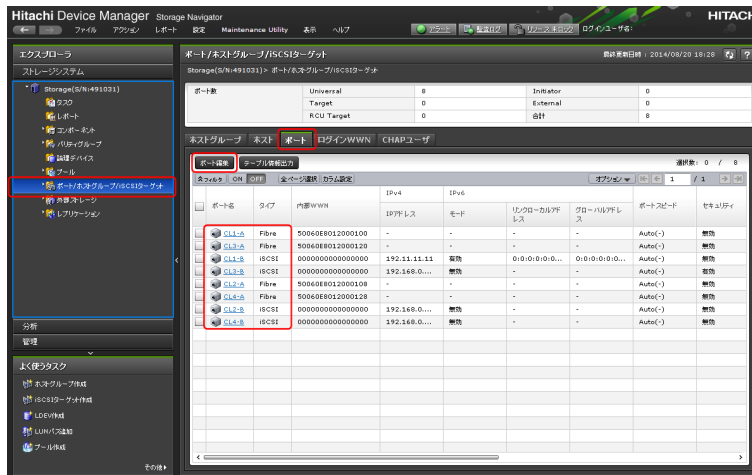 Hitachi Device Manager Storage Navigator
HITACHI
ファイル アクション レポート 設定 Maintenance Utility 表示 ヘルプ
アラート 監査ログ リソース未ロック ログインユーザ名:
エクスプローラ
ストレージシステム
Storage(S/N:491031)
タスク
レポート
コンポーネント
パリティグループ
論理デバイス
プール
ポート/ホストグループ/iSCSIターゲット
外部ストレージ
レプリケーション
分析
管理
よく使うタスク
ホストグループ作成
iSCSIターゲット作成
LDEV作成
LUNパス追加
プール作成
その他
ポート/ホストグループ/iSCSIターゲット
最終更新日時 : 2014/08/20 18:28
Storage(S/N:491031)> ポート/ホストグループ/iSCSIターゲット
ポート数 Universal 8 Initiator 0
Target 0 External 0
RCU Target 0 合計 8
ホストグループ ホスト ポート ログインWWN CHAPユーザ
ポート編集 テーブル情報出力 選択数: 0 / 8
フィルタ ON OFF 全ページ選択 カラム設定 オプション 1 / 1
ポート名 タイプ 内部WWN IPv4 IPv6 ポートスピード セキュリティ
IPアドレス モード リンクローカルアドレス グローバルアドレス
CL1-A Fibre 50060E8012000100 - - - - Auto(-) 無効
CL3-A Fibre 50060E8012000120 - - - - Auto(-) 無効
CL1-B iSCSI 0000000000000000 192.11.11.11 有効 0:0:0:0:0:0... 0:0:0:0:0:0... Auto(-) 無効
CL3-B iSCSI 0000000000000000 192.168.0.... 無効 - - Auto(-) 有効
CL2-A Fibre 50060E8012000108 - - - - Auto(-) 無効
CL4-A Fibre 50060E8012000128 - - - - Auto(-) 無効
CL2-B iSCSI 0000000000000000 192.168.0.... 無効 - - Auto(-) 無効
CL4-B iSCSI 0000000000000000 192.168.0.... 無効 - - Auto(-) 無効